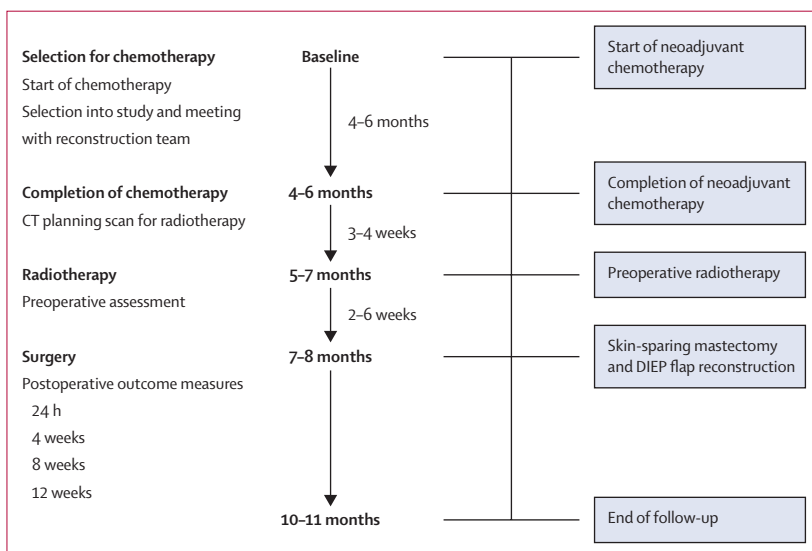 Selection for chemotherapy
Start of chemotherapy
Selection into study and meeting
with reconstruction team
Baseline
Start of neoadjuvant
chemotherapy
4–6 months
Completion of chemotherapy
CT planning scan for radiotherapy
4–6 months
Completion of neoadjuvant
chemotherapy
3–4 weeks
Radiotherapy
Preoperative assessment
5–7 months
Preoperative radiotherapy
2–6 weeks
Surgery
Postoperative outcome measures
24 h
4 weeks
8 weeks
12 weeks
7–8 months
Skin-sparing mastectomy
and DIEP flap reconstruction
10–11 months
End of follow-up